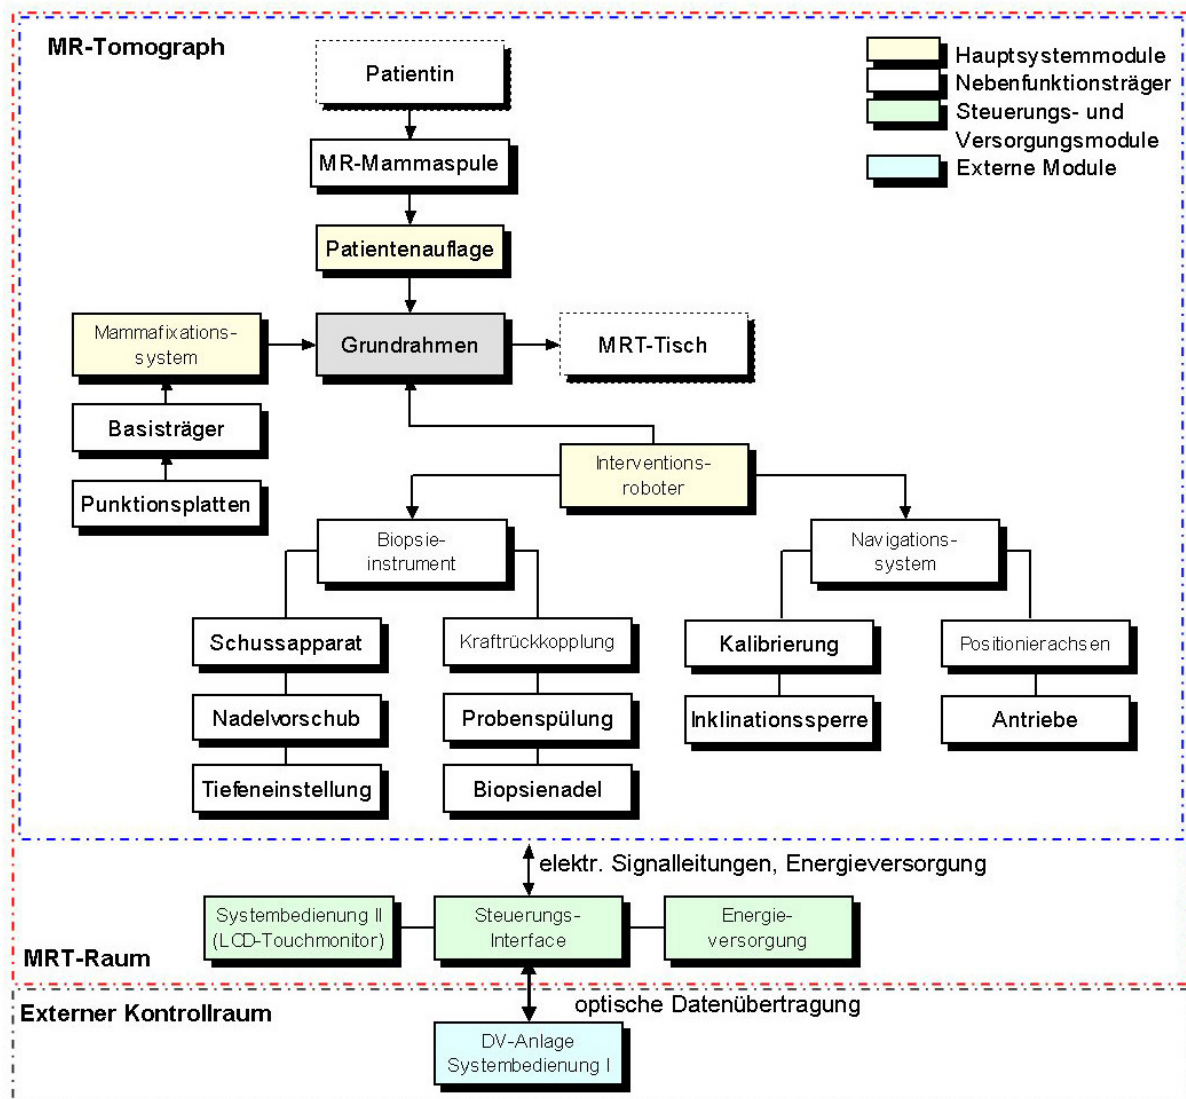 MR-Tomograph
Patientin
Hauptsystemmodule
Nebenfunktionsträger
Steuerungs- und
Versorgungsmodule
Externe Module
MR-Mammaspule
Patientenauflage
Mammafixations-
system
Grundrahmen
MRT-Tisch
Basisträger
Punktionsplatten
Interventions-
roboter
Biopsie-
instrument
Navigations-
system
Schussapparat
Kraftrückkopplung
Kalibrierung
Positionierachsen
Nadelvorschub
Probenspülung
Inklinationssperre
Antriebe
Tiefeneinstellung
Biopsienadel
elektr. Signalleitungen, Energieversorgung
Systembedienung II
(LCD-Touchmonitor)
Steuerungs-
Interface
Energie-
versorgung
MRT-Raum
optische Datenübertragung
Externer Kontrollraum
DV-Anlage
Systembedienung I